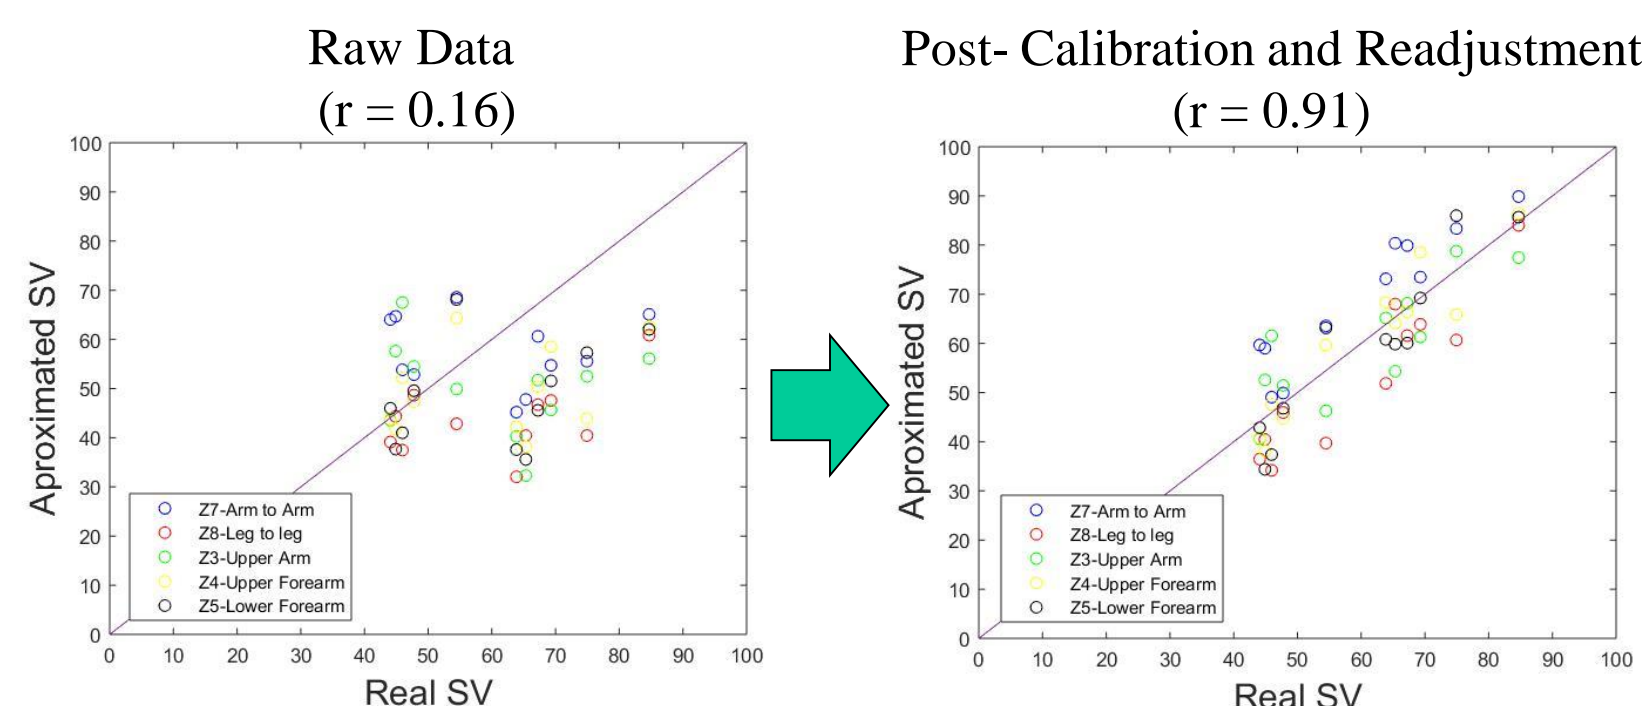 Raw Data
(r = 0.16)
100
90
80
70
60
50
40
30
20
10
0
Aproximated SV
Z7-Arm to Arm
Z8-Leg to leg
Z3-Upper Arm
Z4-Upper Forearm
Z5-Lower Forearm
0 10 20 30 40 50 60 70 80 90 100
Real SV
Post- Calibration and Readjustment
(r = 0.91)
100
90
80
70
60
50
40
30
20
10
0
Aproximated SV
Z7-Arm to Arm
Z8-Leg to leg
Z3-Upper Arm
Z4-Upper Forearm
Z5-Lower Forearm
0 10 20 30 40 50 60 70 80 90 100
Real SV